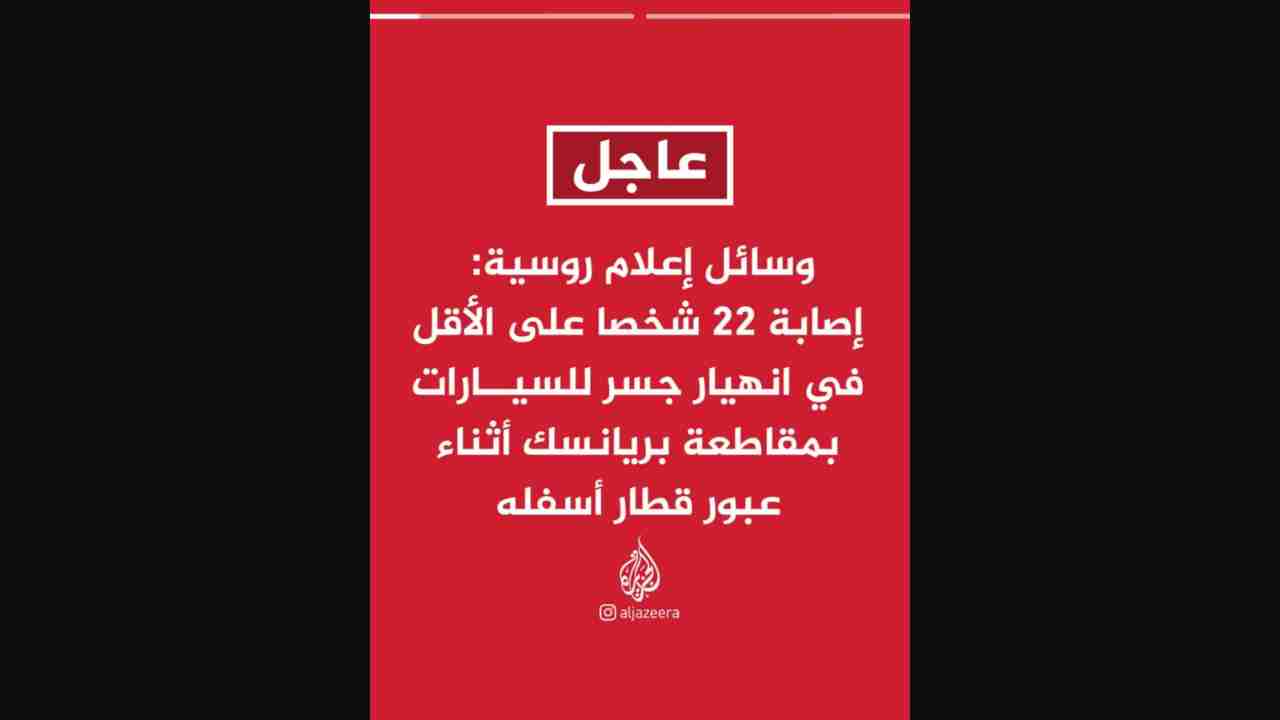 عاجل
وسائل إعلام روسية:
إصابة 22 شخصا على الأقل
في انهيار جسر للسيـــارات
بمقاطعة بريانسك أثناء
عبور قطار أسفله
الجزيرة
aljazeera